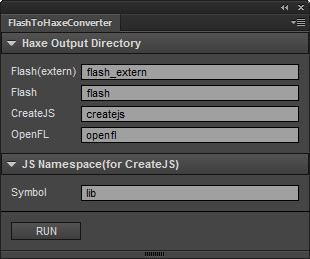 FlashToHaxeConverter
Haxe Output Directory
Flash(extern) flash_extern
Flash flash
CreateJS createjs
OpenFL openfl
JS Namespace(for CreateJS)
Symbol lib
RUN